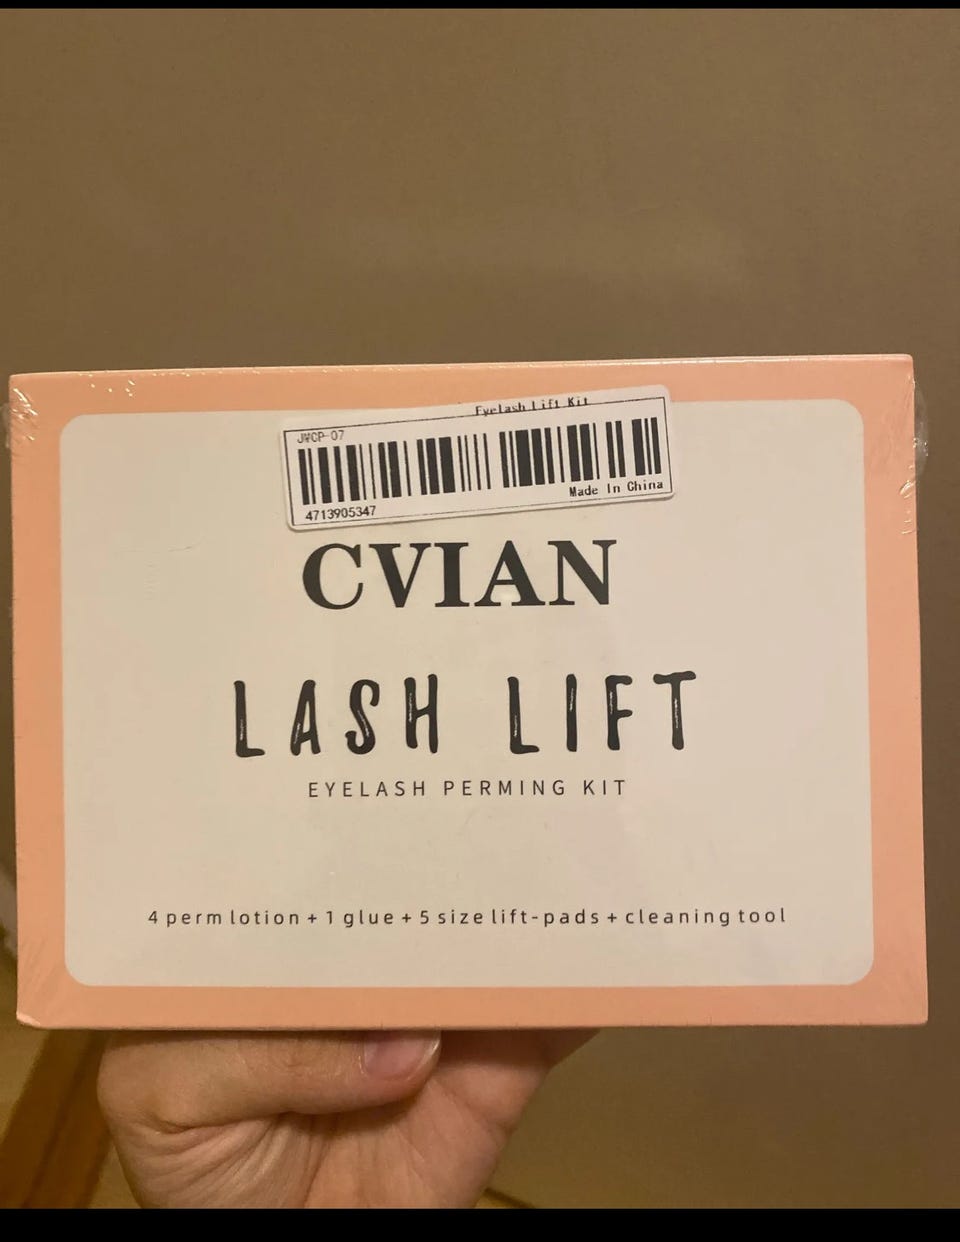 Eyelash Lift Kit
JWCP-07
Made In China
4713905347
CVIAN
LASH LIFT
EYELASH PERMING KIT
4 perm lotion + 1 glue + 5 size lift-pads + cleaning tool